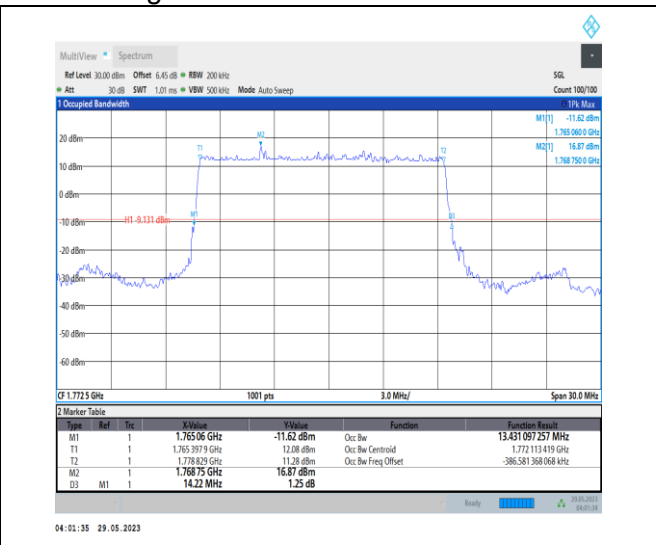 MultiView Spectrum
Ref Level 30.00 dBm Offset 6.45 dB RBW 200 kHz SGL
Att 30 dB SWT 1.01 ms VBW 500 kHz Mode Auto Sweep Count 100/100
1 Occupied Bandwidth 1Pk Max
M1[1] -11.62 dBm
1.765 060 0 GHz
M2[1] 16.87 dBm
1.768 750 0 GHz
20 dBm
M2
T1
T2
10 dBm
0 dBm
M1
D3
H1 -9.131 dBm
-10 dBm
-20 dBm
-30 dBm
-40 dBm
-50 dBm
-60 dBm
CF 1.772 5 GHz 1001 pts 3.0 MHz/ Span 30.0 MHz
2 Marker Table
Type Ref Trc X-Value Y-Value Function Function Result
M1 1 1.765 06 GHz -11.62 dBm Occ Bw 13.431 097 257 MHz
T1 1 1.765 397 9 GHz 12.08 dBm Occ Bw Centroid 1.772 113 419 GHz
T2 1 1.778 829 GHz 11.28 dBm Occ Bw Freq Offset -386.581 368 068 kHz
M2 1 1.768 75 GHz 16.87 dBm
D3 M1 1 14.22 MHz 1.25 dB
Ready 29.05.2023
04:01:34
04:01:35 29.05.2023